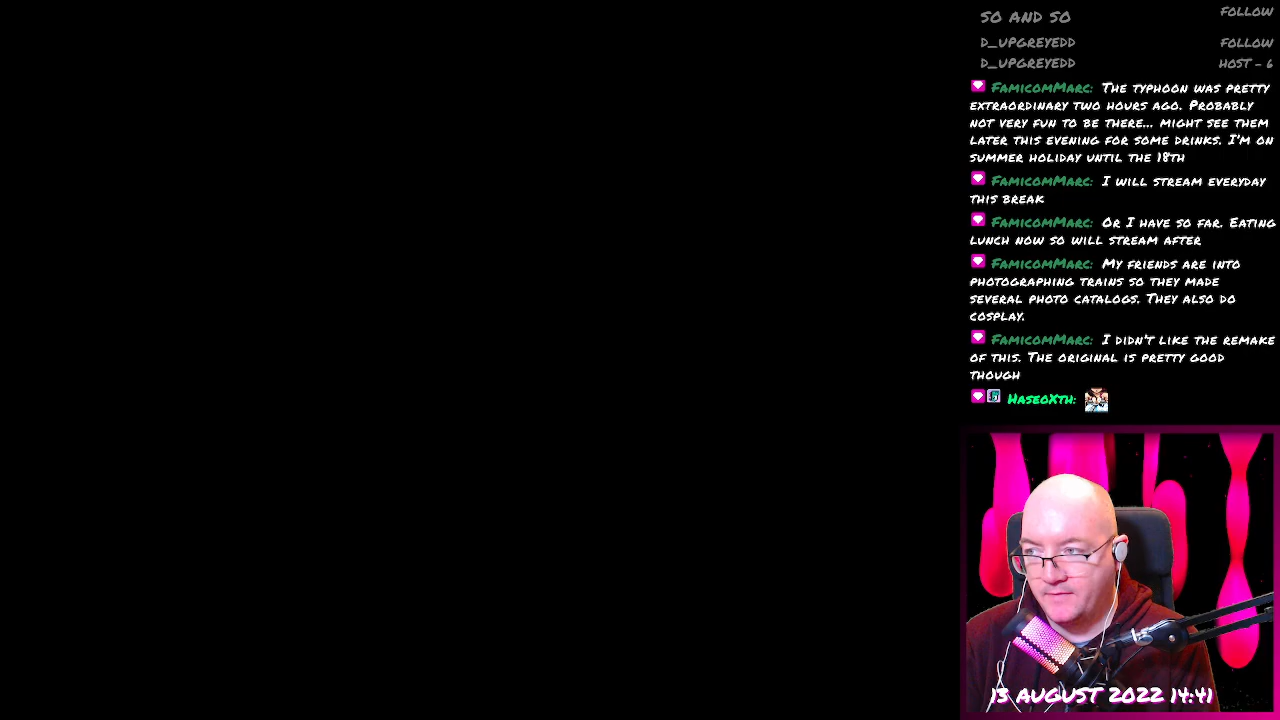 SO AND SO FOLLOW
D_UPGREYEDD FOLLOW
D_UPGREYEDD HOST - 6
FamicomMarc: The typhoon was pretty
extraordinary two hours ago. Probably
not very fun to be there... might see them
later this evening for some drinks. I'm on
summer holiday until the 18th
FamicomMarc: I will stream everyday
this break
FamicomMarc: Or I have so far. Eating
lunch now so will stream after
FamicomMarc: My friends are into
photographing trains so they made
several photo catalogs. They also do
cosplay.
FamicomMarc: I didn't like the remake
of this. The original is pretty good
though
HaseoXth:
13 AUGUST 2022 14:41